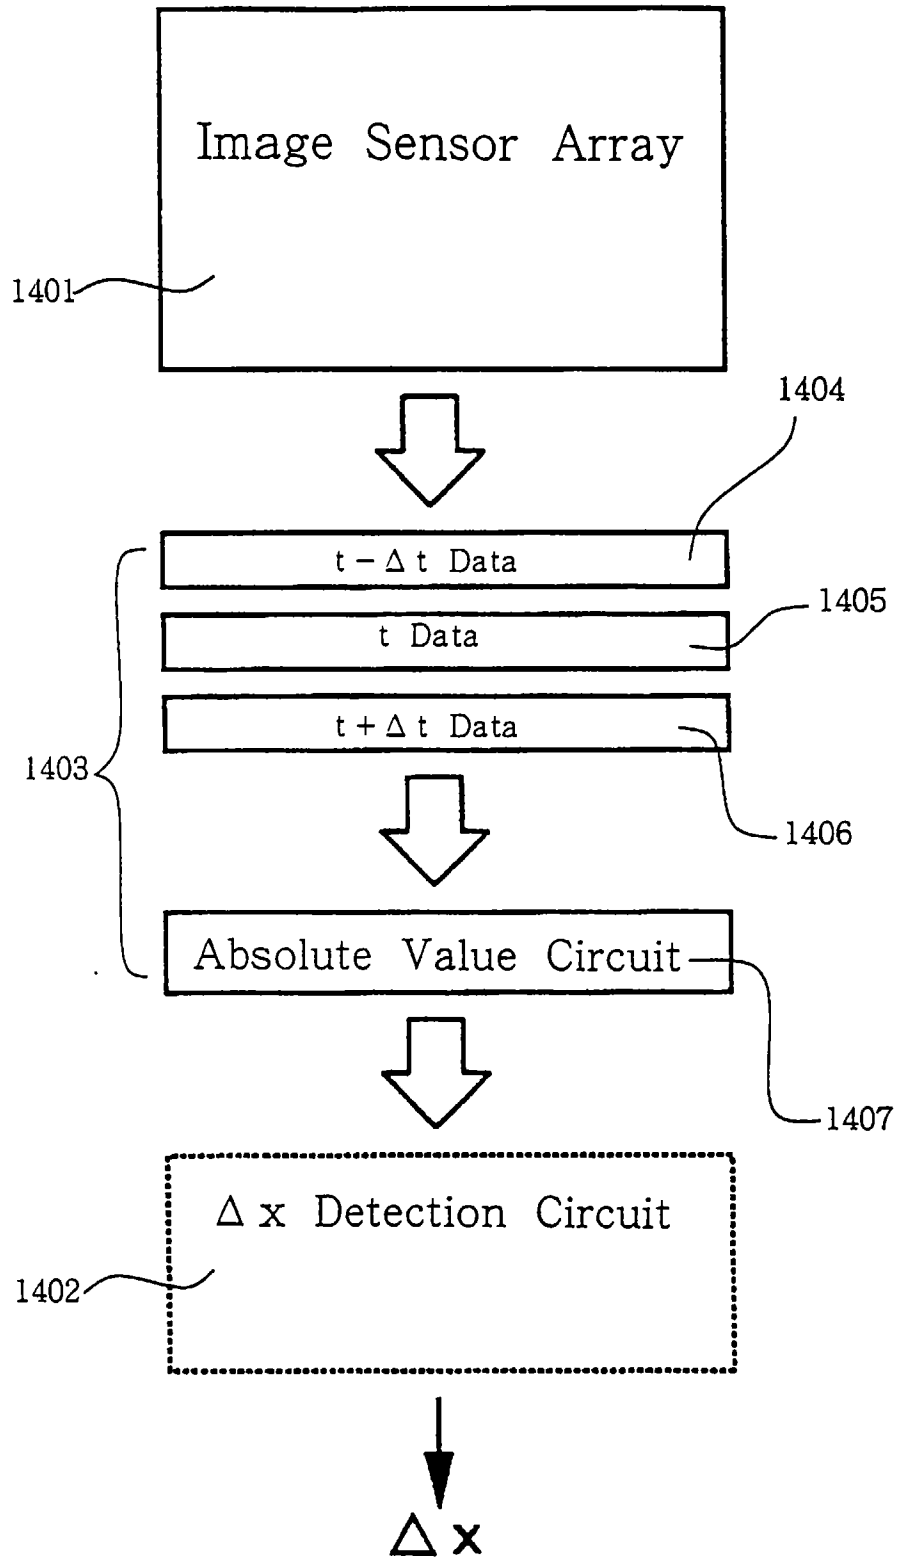 Image Sensor Array
1401
1404
t − Δ t Data
1405
t Data
t + Δ t Data
1403
1406
Absolute Value Circuit
1407
Δ x Detection Circuit
1402
Δ x